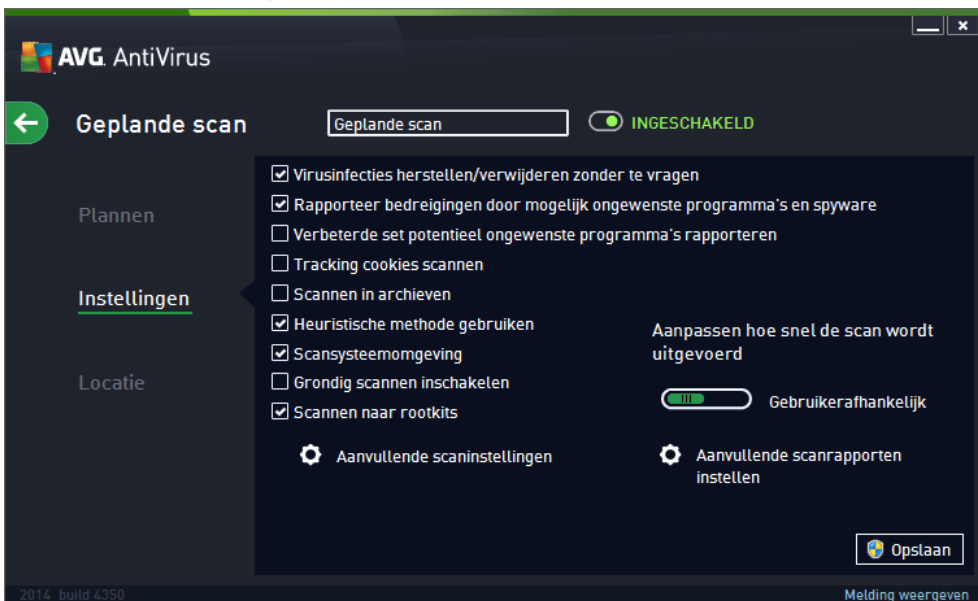 AVG. AntiVirus
Geplande scan
Geplande scan
INGESCHAKELD
Plannen
Instellingen
Locatie
Virusinfecties herstellen/verwijderen zonder te vragen
Rapporteer bedreigingen door mogelijk ongewenste programma's en spyware
Verbeterde set potentieel ongewenste programma's rapporteren
Tracking cookies scannen
Scannen in archieven
Heuristische methode gebruiken
Scansysteemomgeving
Grondig scannen inschakelen
Scannen naar rootkits
Aanvullende scaninstellingen
Aanpassen hoe snel de scan wordt
uitgevoerd
Gebruikerafhankelijk
Aanvullende scanrapporten
instellen
Opslaan
2014 build 4350
Melding weergeven